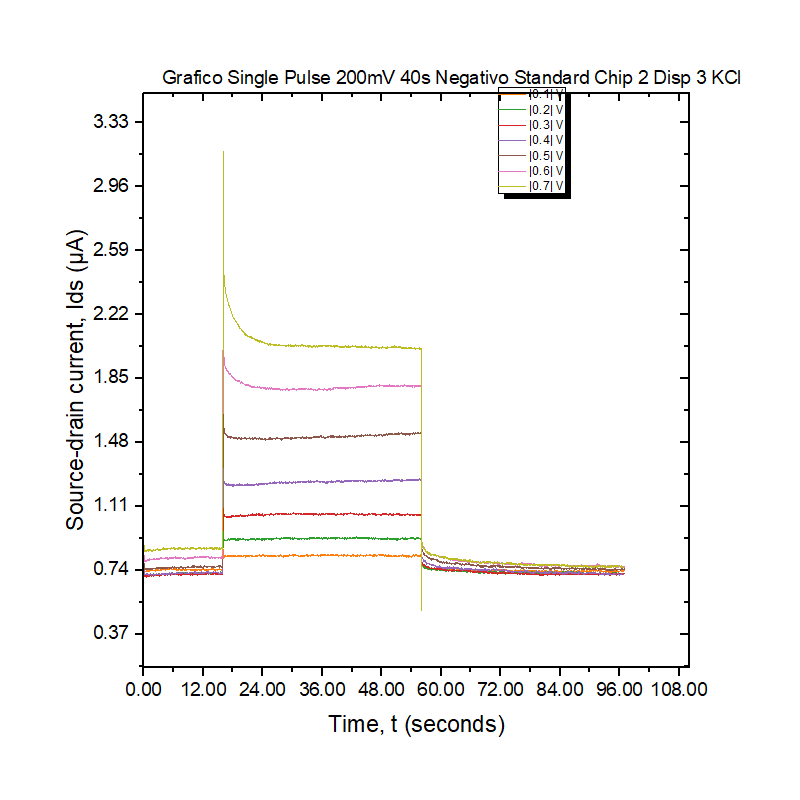 Grafico Single Pulse 200mV 40s Negativo Standard Chip 2 Disp 3 KCl
|0.1| V
|0.2| V
|0.3| V
|0.4| V
|0.5| V
|0.6| V
|0.7| V
3.33
2.96
2.59
2.22
1.85
1.48
1.11
0.74
0.37
Source-drain current, Ids (µA)
0.00 12.00 24.00 36.00 48.00 60.00 72.00 84.00 96.00 108.00
Time, t (seconds)